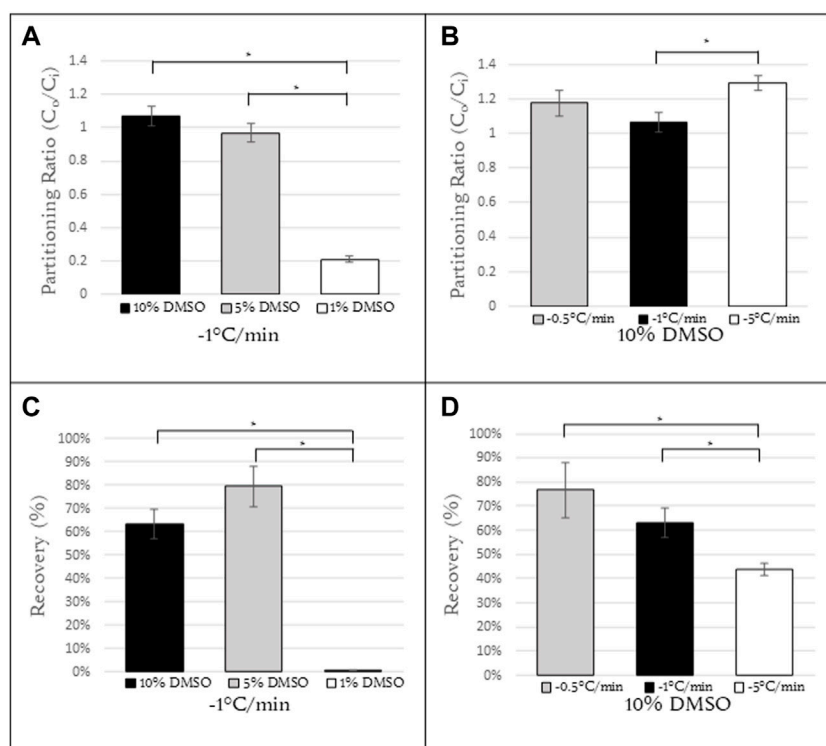 A
Partitioning Ratio (Cₒ/Cᵢ)
1.4
1.2
1
0.8
0.6
0.4
0.2
0
*
*
10% DMSO 5% DMSO 1% DMSO
-1°C/min
B
Partitioning Ratio (Cₒ/Cᵢ)
1.4
1.2
1
0.8
0.6
0.4
0.2
0
*
-0.5°C/min -1°C/min -5°C/min
10% DMSO
C
Recovery (%)
100%
90%
80%
70%
60%
50%
40%
30%
20%
10%
0%
*
*
10% DMSO 5% DMSO 1% DMSO
-1°C/min
D
Recovery (%)
100%
90%
80%
70%
60%
50%
40%
30%
20%
10%
0%
*
*
-0.5°C/min -1°C/min -5°C/min
10% DMSO